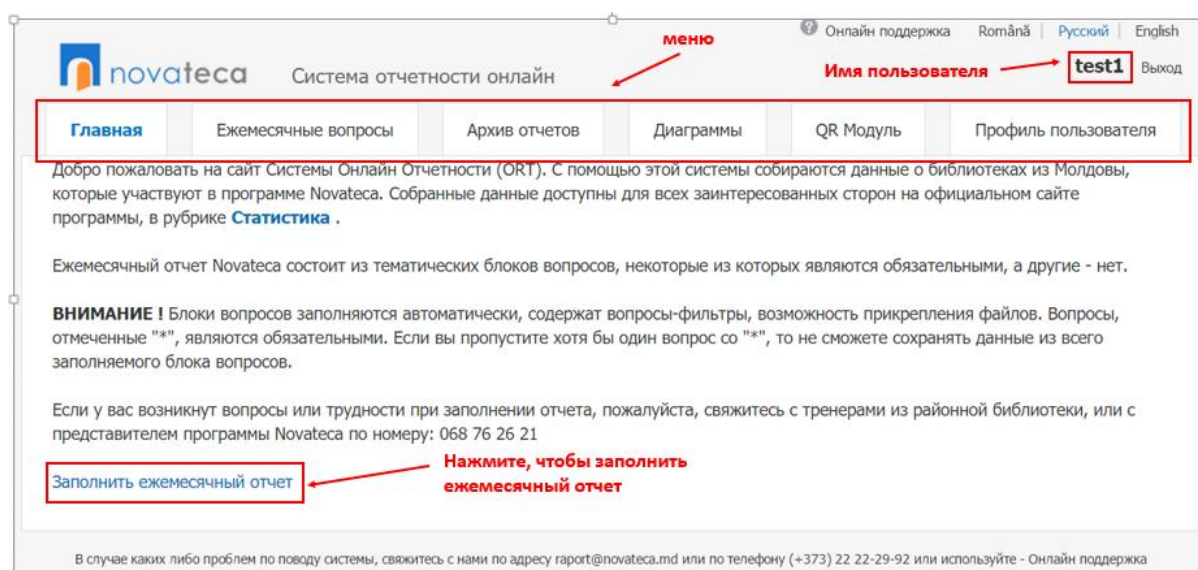 меню
Онлайн поддержка Română Русский English
novateca Система отчетности онлайн
Имя пользователя test1 Выход
Главная Ежемесячные вопросы Архив отчетов Диаграммы QR Модуль Профиль пользователя
Добро пожаловать на сайт Системы Онлайн Отчетности (ORT). С помощью этой системы собираются данные о библиотеках из Молдовы,
которые участвуют в программе Novateca. Собранные данные доступны для всех заинтересованных сторон на официальном сайте
программы, в рубрике Статистика .
Ежемесячный отчет Novateca состоит из тематических блоков вопросов, некоторые из которых являются обязательными, а другие - нет.
ВНИМАНИЕ ! Блоки вопросов заполняются автоматически, содержат вопросы-фильтры, возможность прикрепления файлов. Вопросы,
отмеченные "*", являются обязательными. Если вы пропустите хотя бы один вопрос со "*", то не сможете сохранять данные из всего
заполняемого блока вопросов.
Если у вас возникнут вопросы или трудности при заполнении отчета, пожалуйста, свяжитесь с тренерами из районной библиотеки, или с
представителем программы Novateca по номеру: 068 76 26 21
Заполнить ежемесячный отчет
Нажмите, чтобы заполнить
ежемесячный отчет
В случае каких либо проблем по поводу системы, свяжитесь с нами по адресу raport@novateca.md или по телефону (+373) 22 22-29-92 или используйте - Онлайн поддержка